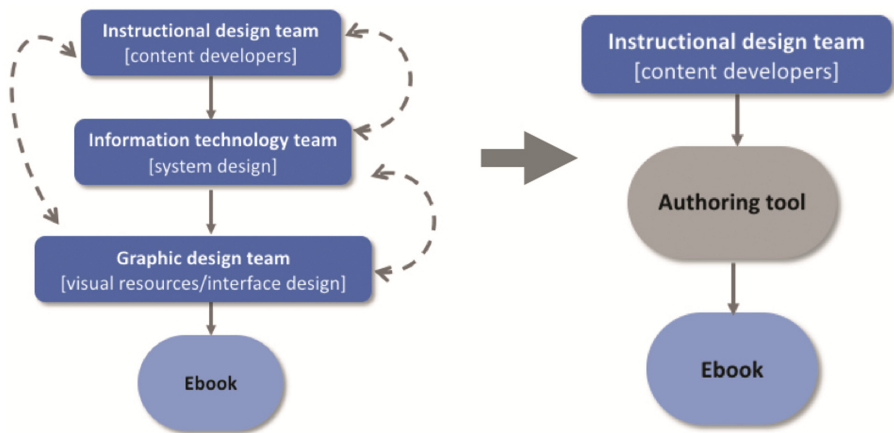 Instructional design team
[content developers]
Information technology team
[system design]
Graphic design team
[visual resources/interface design]
Ebook
Instructional design team
[content developers]
Authoring tool
Ebook